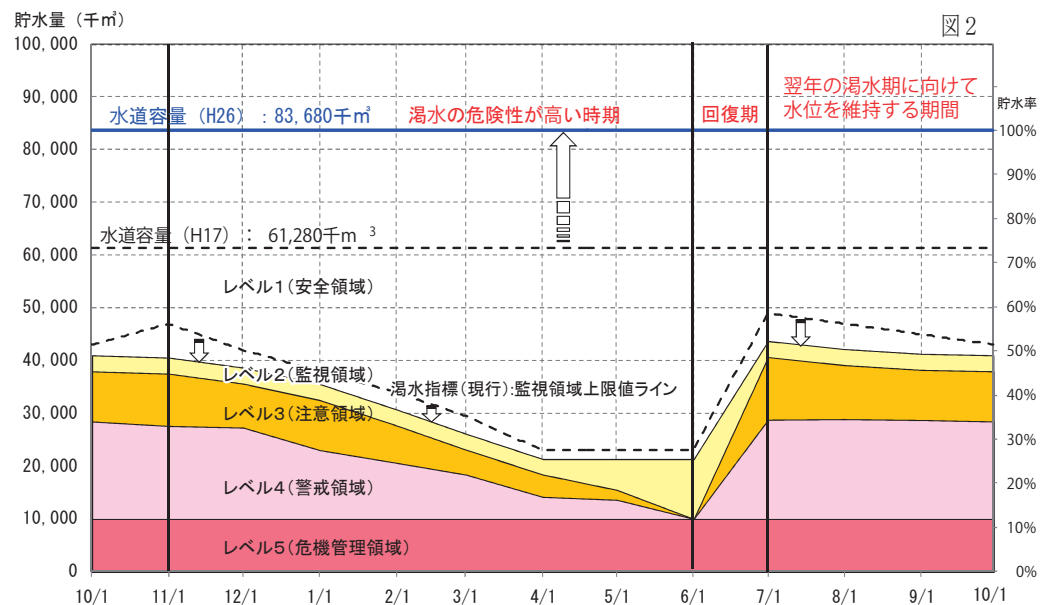 貯水量（千㎥）
図2
100,000
90,000
80,000
70,000
60,000
50,000
40,000
30,000
20,000
10,000
0
水道容量（H26）：83,680千㎥
渇水の危険性が高い時期
回復期
翌年の渇水期に向けて
水位を維持する期間
貯水率
100%
90%
80%
70%
60%
50%
40%
30%
20%
10%
0%
水道容量（H17）： 61,280千m 3
レベル1（安全領域）
レベル2（監視領域）
渇水指標（現行）：監視領域上限値ライン
レベル3（注意領域）
レベル4（警戒領域）
レベル5（危機管理領域）
10/1 11/1 12/1 1/1 2/1 3/1 4/1 5/1 6/1 7/1 8/1 9/1 10/1